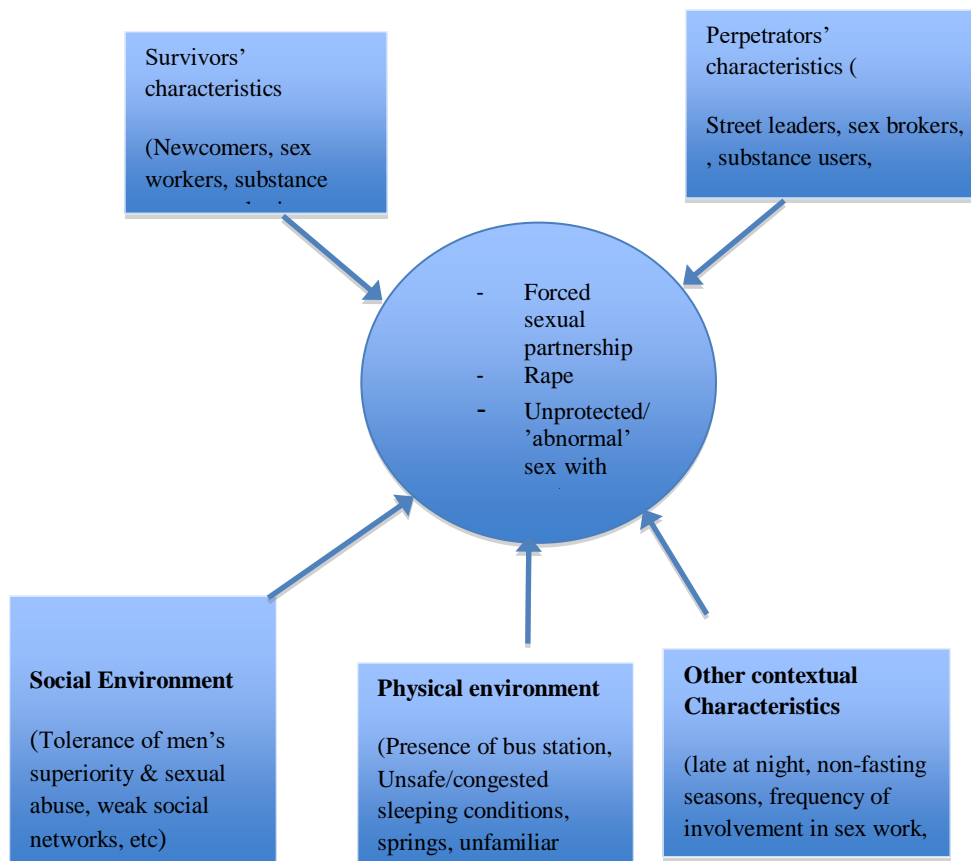 Survivors’
characteristics
(Newcomers, sex
workers, substance
Perpetrators’
characteristics (
Street leaders, sex brokers,
, substance users,
- Forced
sexual
partnership
- Rape
- Unprotected/
’abnormal’
sex with
Social Environment
(Tolerance of men’s
superiority & sexual
abuse, weak social
networks, etc)
Physical environment
(Presence of bus station,
Unsafe/congested
sleeping conditions,
springs, unfamiliar
Other contextual
Characteristics
(late at night, non-fasting
seasons, frequency of
involvement in sex work,